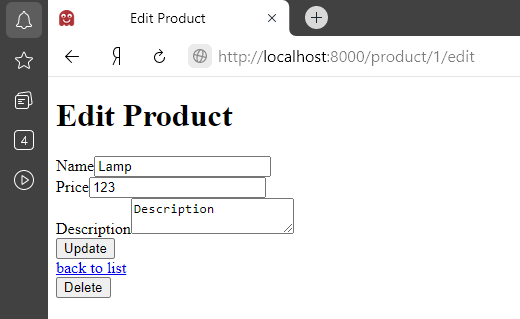 Edit Product
Я http://localhost:8000/product/1/edit
4
Edit Product
Name Lamp
Price 123
Description Description
Update
back to list
Delete